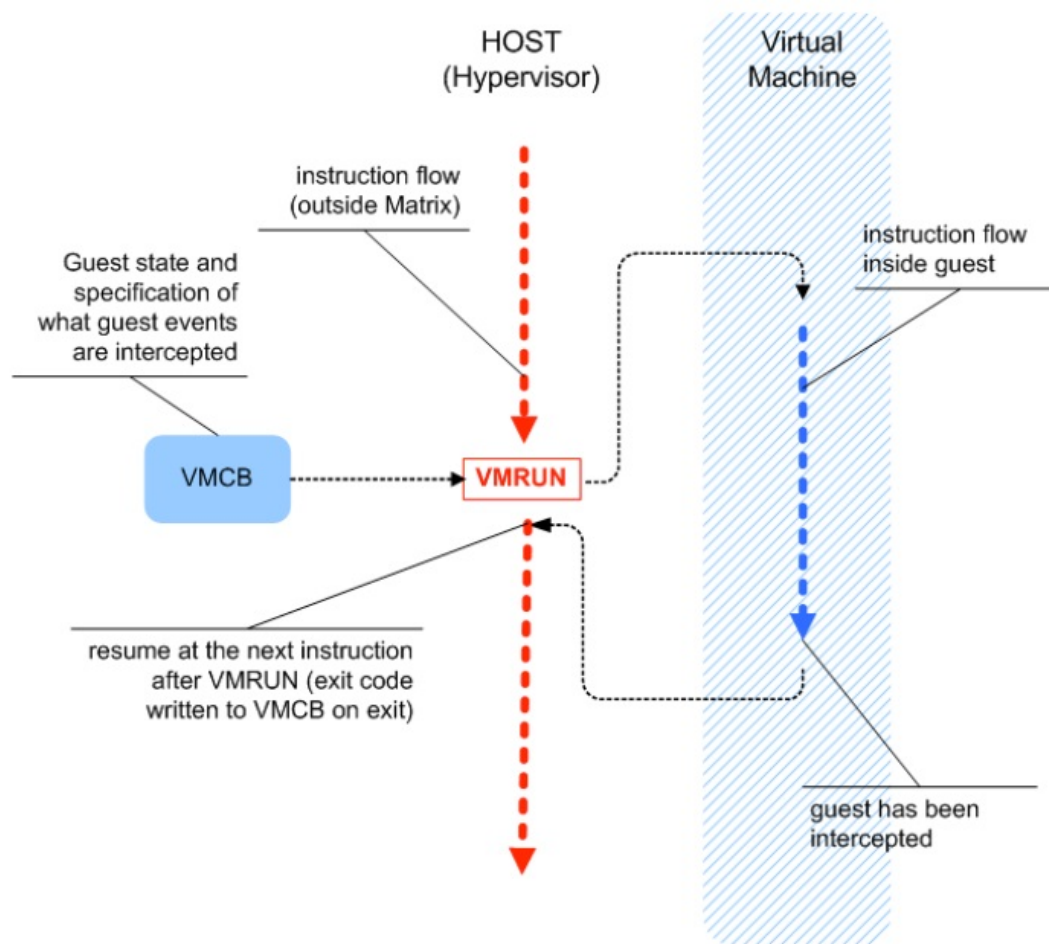 HOST
(Hypervisor)
Virtual
Machine
instruction flow
(outside Matrix)
instruction flow
inside guest
Guest state and
specification of
what guest events
are intercepted
VMCB
VMRUN
resume at the next instruction
after VMRUN (exit code
written to VMCB on exit)
guest has been
intercepted